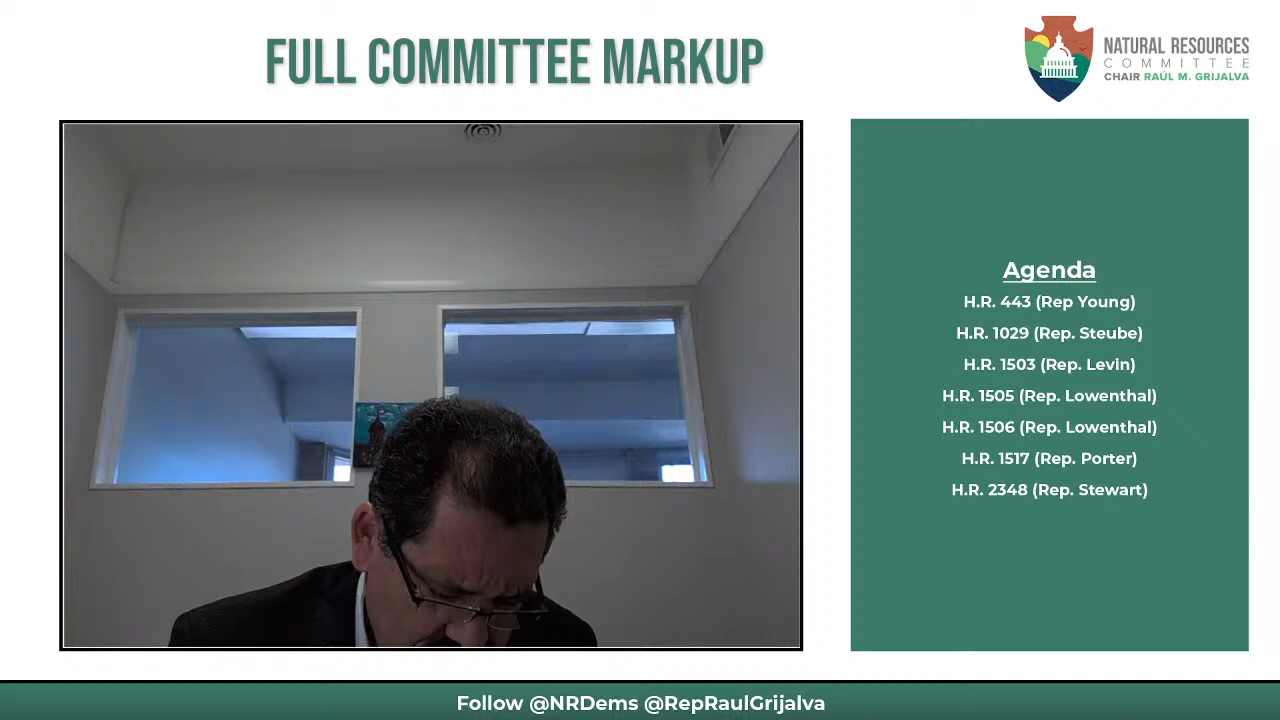 FULL COMMITTEE MARKUP
NATURAL RESOURCES
COMMITTEE
CHAIR RAÚL M. GRIJALVA
Agenda
H.R. 443 (Rep Young)
H.R. 1029 (Rep. Steube)
H.R. 1503 (Rep. Levin)
H.R. 1505 (Rep. Lowenthal)
H.R. 1506 (Rep. Lowenthal)
H.R. 1517 (Rep. Porter)
H.R. 2348 (Rep. Stewart)
Follow @NRDems @RepRaulGrijalva